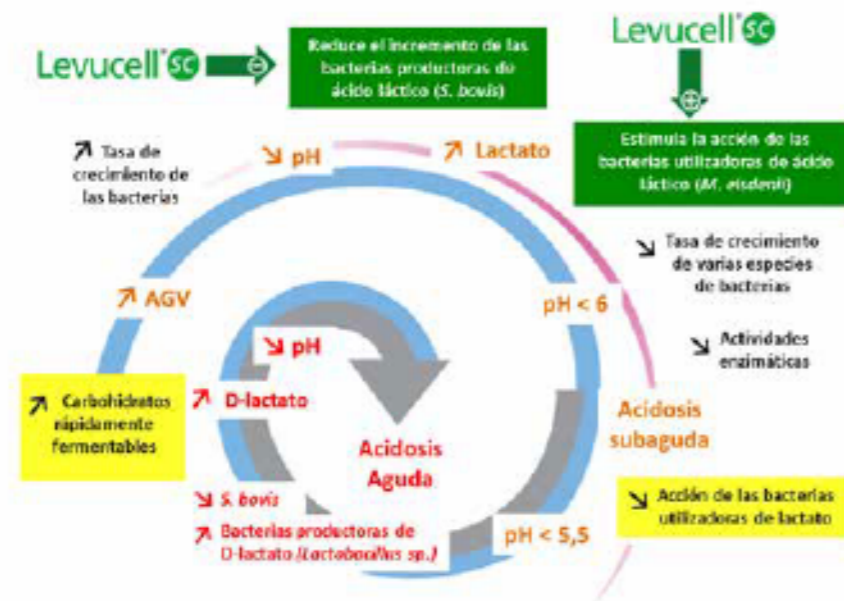 Levucell SC
Reduce el incremento de las
bacterias productoras de
ácido láctico (S. bovis)
Levucell SC
Estimula la acción de las
bacterias utilizadoras de ácido
láctico (M. elsdenii)
↗ Tasa de
crecimiento de
las bacterias
↘ pH
↗ Lactato
↘ Tasa de crecimiento
de varias especies
de bacterias
↗ AGV
pH < 6
↘ Actividades
enzimáticas
↘ pH
↗ Carbohidratos
rápidamente
fermentables
↗ D-lactato
Acidosis
subaguda
Acidosis
Aguda
↘ S. bovis
↗ Bacterias productoras de
D-lactato (Lactobacillus sp.)
pH < 5,5
↘ Acción de las bacterias
utilizadoras de lactato